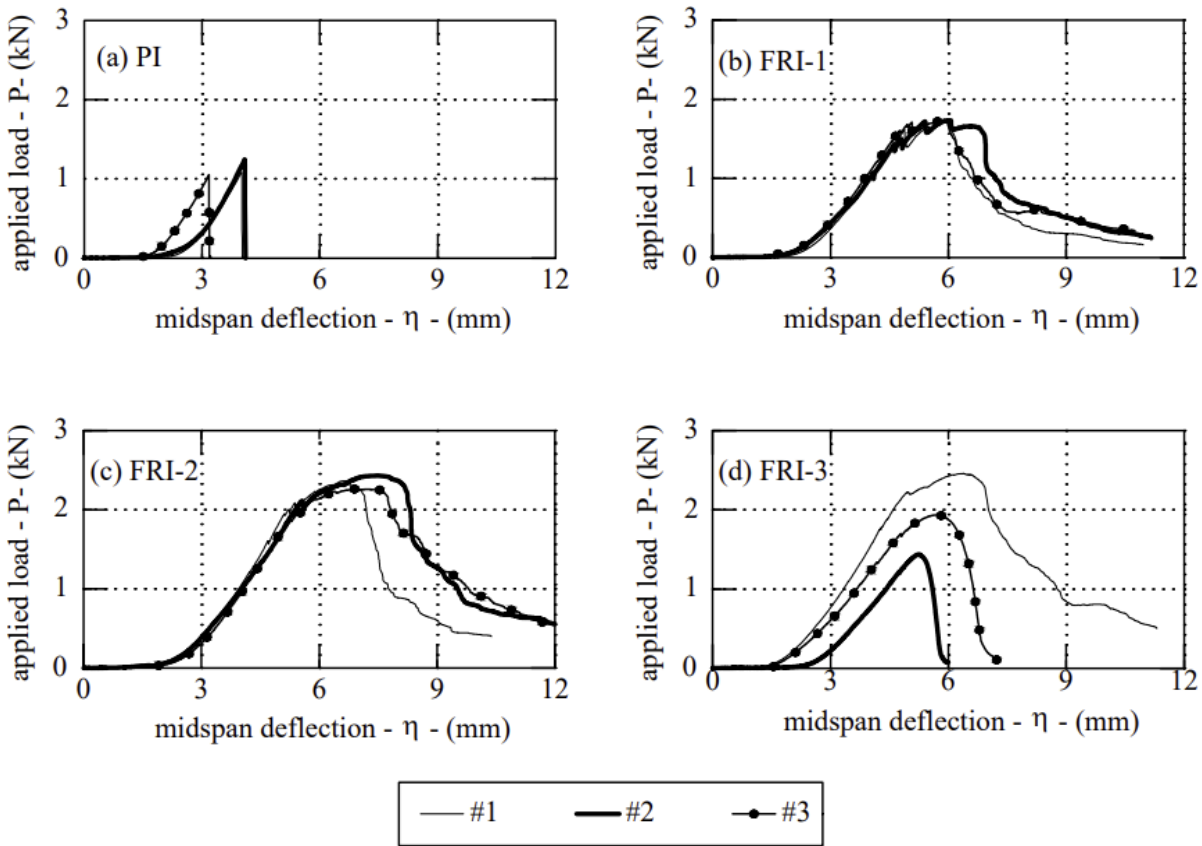 (a) PI
applied load - P- (kN)
3
2
1
0
0 3 6 9 12
midspan deflection - η - (mm)
(b) FRI-1
applied load - P- (kN)
3
2
1
0
0 3 6 9 12
midspan deflection - η - (mm)
(c) FRI-2
applied load - P- (kN)
3
2
1
0
0 3 6 9 12
midspan deflection - η - (mm)
(d) FRI-3
applied load - P- (kN)
3
2
1
0
0 3 6 9 12
midspan deflection - η - (mm)
#1 #2 #3